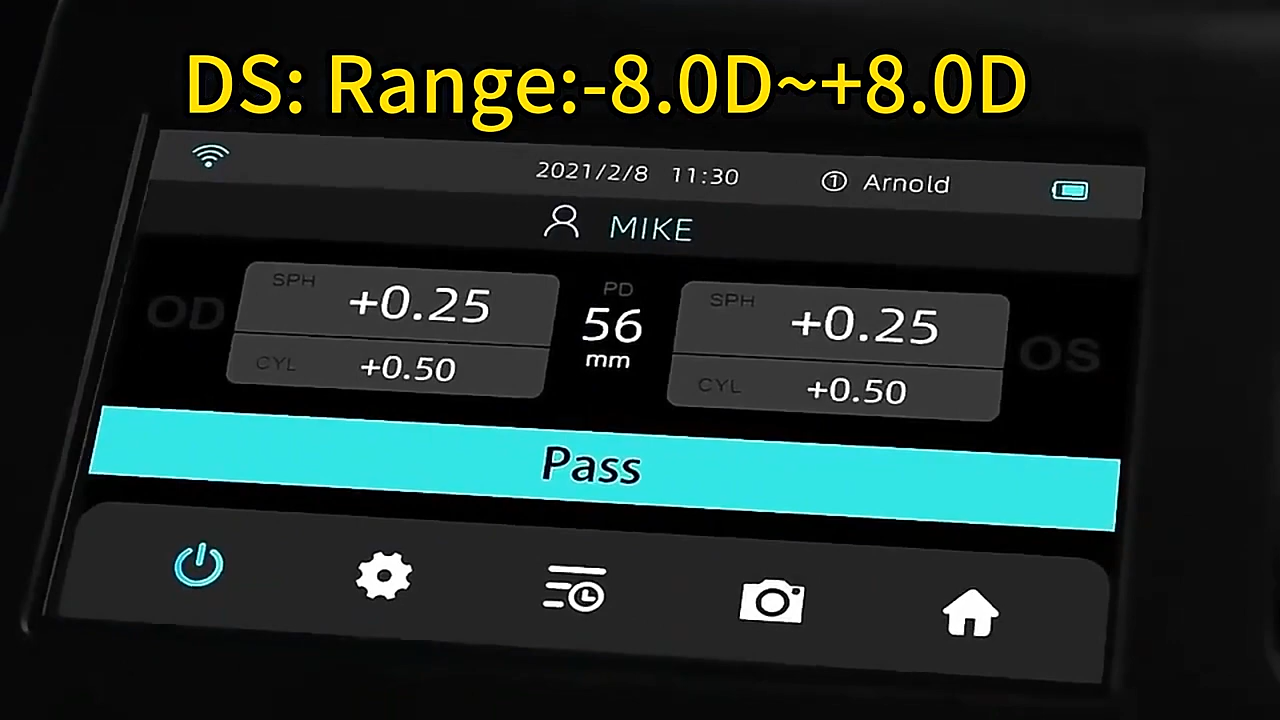 DS: Range:-8.0D~+8.0D
2021/2/8 11:30 ① Arnold
MIKE
OD
SPH +0.25
CYL +0.50
PD
56
mm
SPH +0.25
CYL +0.50
OS
Pass